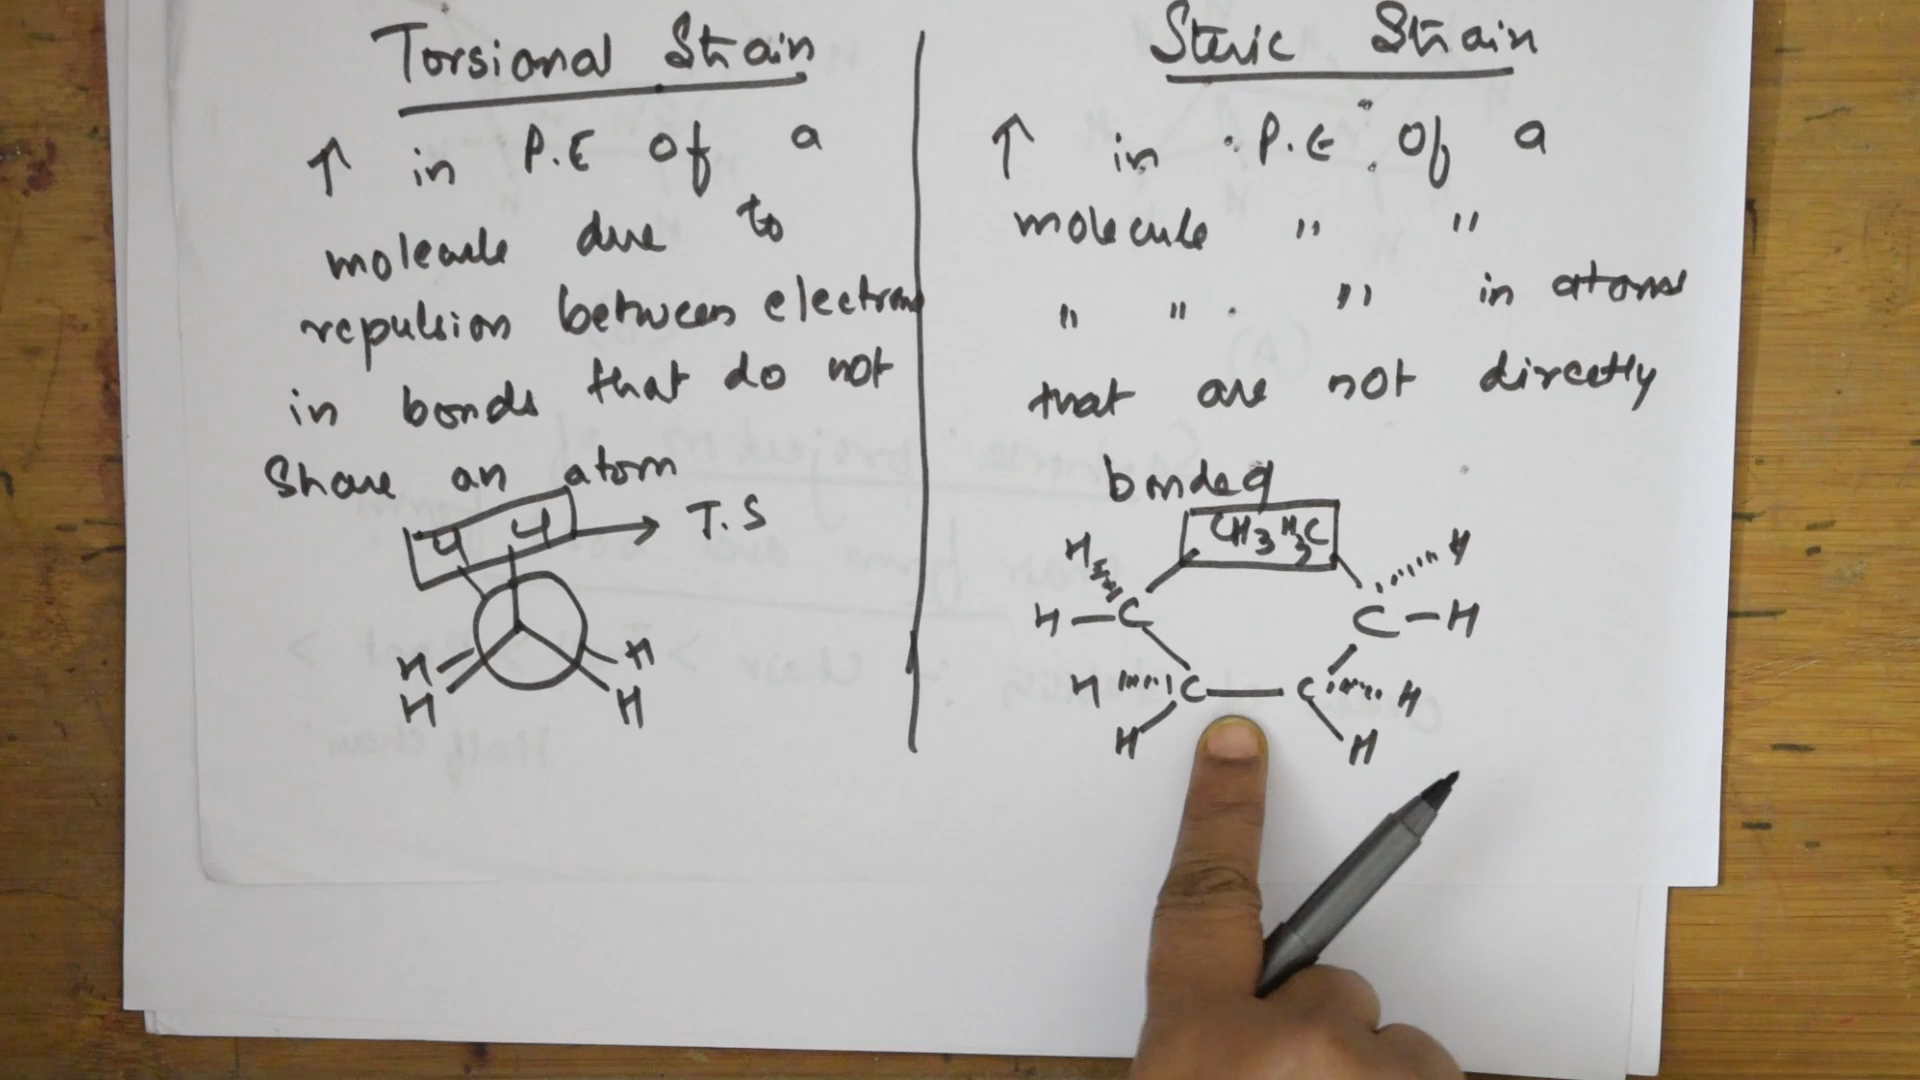 Torsional Strain
↑ in P.E of a
molecule due to
repulsion between electrons
in bonds that do not
Share an atom
H H → T.S
H H
H H
Steric Strain
↑ in P.E of a
molecule " "
" " " in atoms
that are not directly
bonded
H CH3 H3C H
H-C C-H
H C-C H
H H